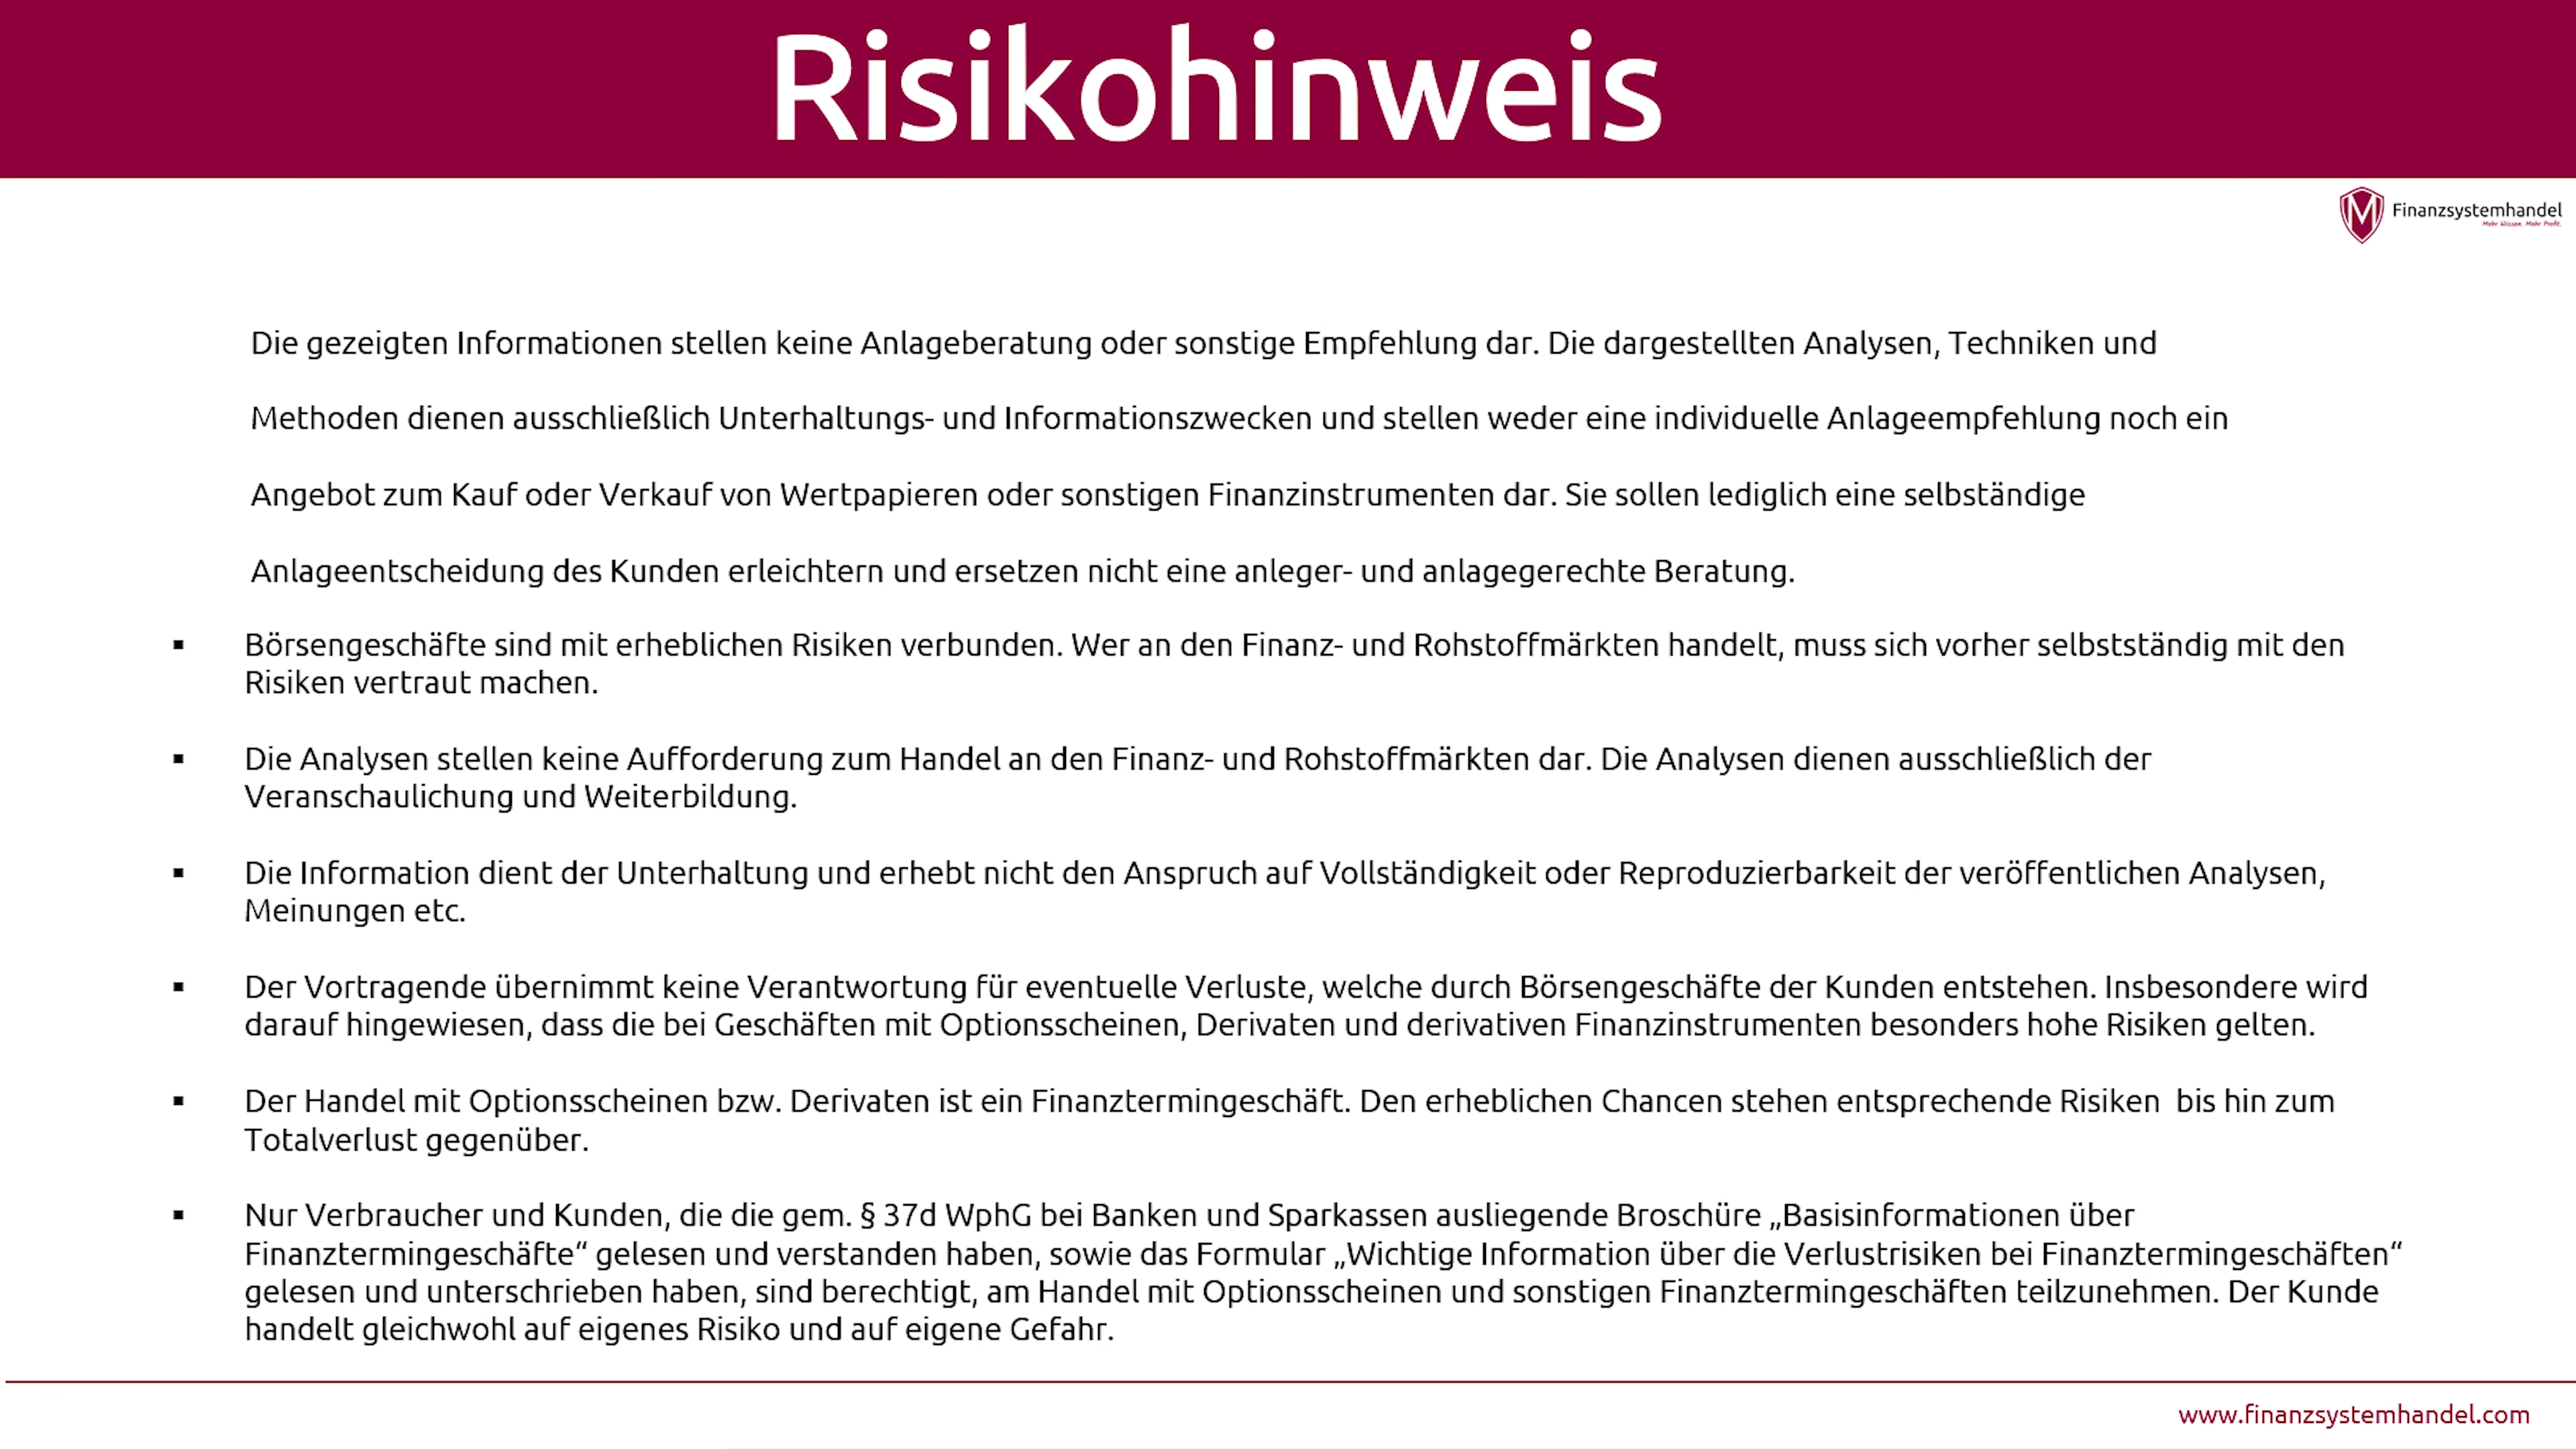 Risikohinweis
Finanzsystemhandel
Mehr Wissen. Mehr Profit.
Die gezeigten Informationen stellen keine Anlageberatung oder sonstige Empfehlung dar. Die dargestellten Analysen, Techniken und
Methoden dienen ausschließlich Unterhaltungs- und Informationszwecken und stellen weder eine individuelle Anlageempfehlung noch ein
Angebot zum Kauf oder Verkauf von Wertpapieren oder sonstigen Finanzinstrumenten dar. Sie sollen lediglich eine selbständige
Anlageentscheidung des Kunden erleichtern und ersetzen nicht eine anleger- und anlagegerechte Beratung.
▪ Börsengeschäfte sind mit erheblichen Risiken verbunden. Wer an den Finanz- und Rohstoffmärkten handelt, muss sich vorher selbstständig mit den
Risiken vertraut machen.
▪ Die Analysen stellen keine Aufforderung zum Handel an den Finanz- und Rohstoffmärkten dar. Die Analysen dienen ausschließlich der
Veranschaulichung und Weiterbildung.
▪ Die Information dient der Unterhaltung und erhebt nicht den Anspruch auf Vollständigkeit oder Reproduzierbarkeit der veröffentlichen Analysen,
Meinungen etc.
▪ Der Vortragende übernimmt keine Verantwortung für eventuelle Verluste, welche durch Börsengeschäfte der Kunden entstehen. Insbesondere wird
darauf hingewiesen, dass die bei Geschäften mit Optionsscheinen, Derivaten und derivativen Finanzinstrumenten besonders hohe Risiken gelten.
▪ Der Handel mit Optionsscheinen bzw. Derivaten ist ein Finanztermingeschäft. Den erheblichen Chancen stehen entsprechende Risiken bis hin zum
Totalverlust gegenüber.
▪ Nur Verbraucher und Kunden, die die gem. § 37d WphG bei Banken und Sparkassen ausliegende Broschüre „Basisinformationen über
Finanztermingeschäfte“ gelesen und verstanden haben, sowie das Formular „Wichtige Information über die Verlustrisiken bei Finanztermingeschäften“
gelesen und unterschrieben haben, sind berechtigt, am Handel mit Optionsscheinen und sonstigen Finanztermingeschäften teilzunehmen. Der Kunde
handelt gleichwohl auf eigenes Risiko und auf eigene Gefahr.
www.finanzsystemhandel.com